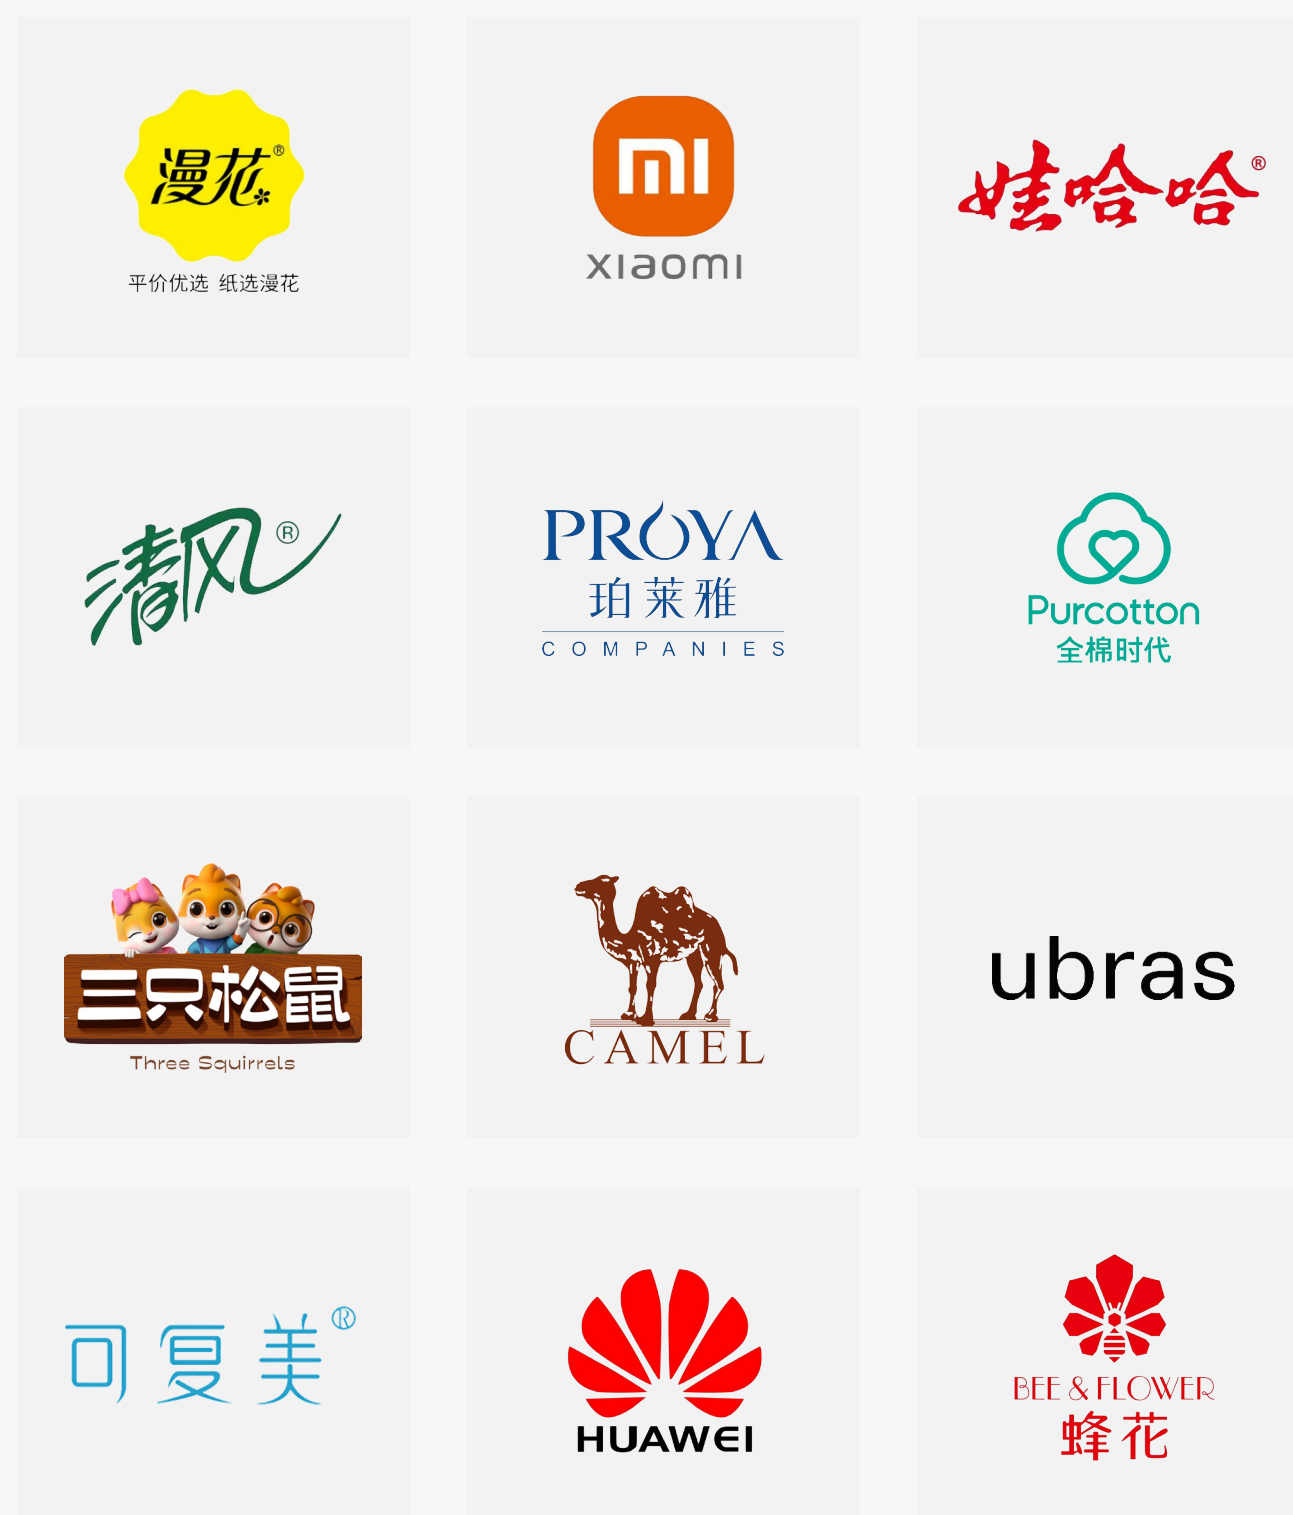 漫花®
平价优选 纸选漫花
mi
xiaomi
娃哈哈®
清风®
PROYA
珀莱雅
COMPANIES
Purcotton
全棉时代
三只松鼠
Three Squirrels
CAMEL
ubras
可复美®
HUAWEI
BEE & FLOWER
蜂花